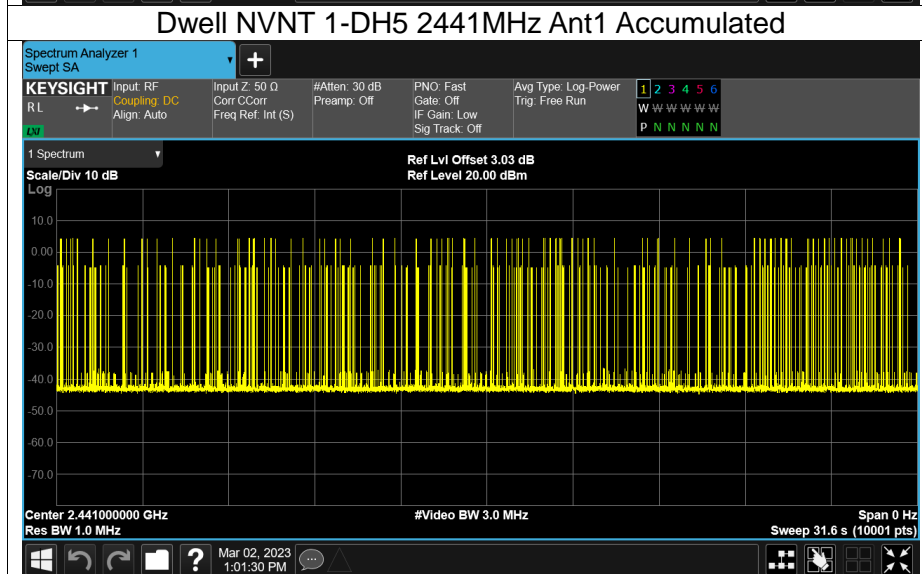 Dwell NVNT 1-DH5 2441MHz Ant1 Accumulated
Spectrum Analyzer 1
Swept SA
+
KEYSIGHT Input: RF Input Z: 50 Ω #Atten: 30 dB PNO: Fast Avg Type: Log-Power 1 2 3 4 5 6
R L Coupling: DC Corr CCorr Preamp: Off Gate: Off Trig: Free Run W W W W W W
Align: Auto Freq Ref: Int (S) IF Gain: Low
LXI Sig Track: Off P N N N N N
1 Spectrum Ref Lvl Offset 3.03 dB
Scale/Div 10 dB Ref Level 20.00 dBm
Log
10.0
0.00
-10.0
-20.0
-30.0
-40.0
-50.0
-60.0
-70.0
Center 2.441000000 GHz #Video BW 3.0 MHz Span 0 Hz
Res BW 1.0 MHz Sweep 31.6 s (10001 pts)
? Mar 02, 2023
1:01:30 PM